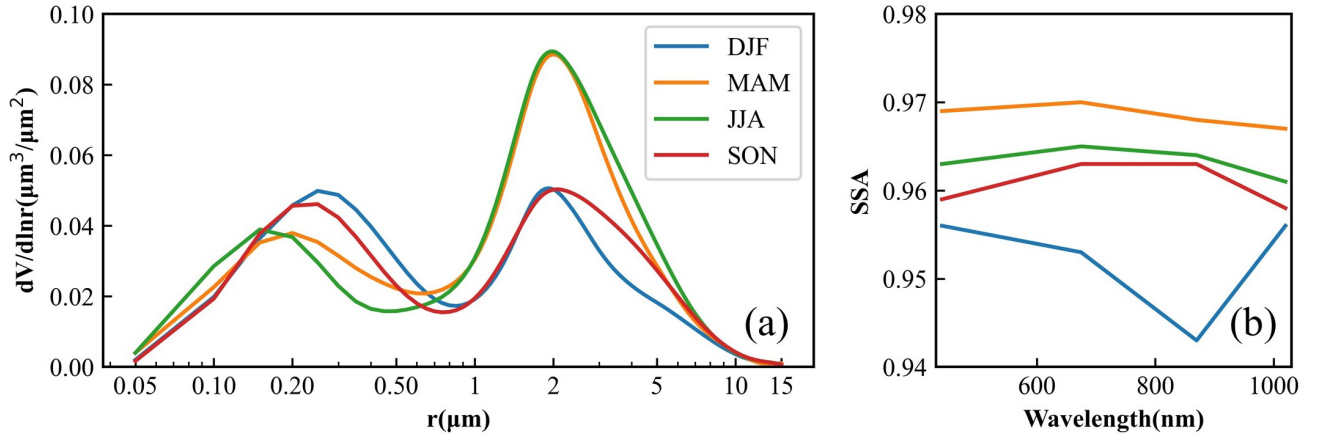 0.10
0.08
0.06
0.04
0.02
0.00
dV/dlnr(μm³/μm²)
DJF
MAM
JJA
SON
(a)
0.05 0.10 0.20 0.50 1 2 5 10 15
r(μm)
0.98
0.97
0.96
0.95
0.94
SSA
(b)
600 800 1000
Wavelength(nm)